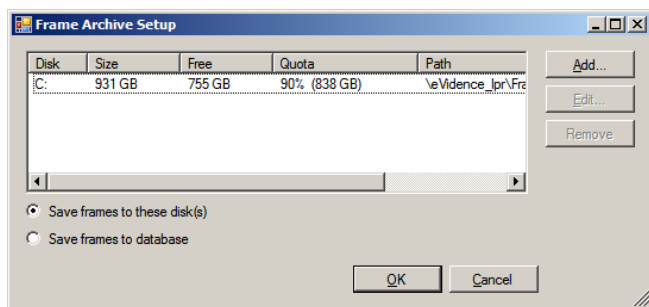 Frame Archive Setup
Disk Size Free Quota Path
C: 931 GB 755 GB 90% (838 GB) \eVidence_lpr\Fra
Add...
Edit...
Remove
Save frames to these disk(s)
Save frames to database
OK Cancel